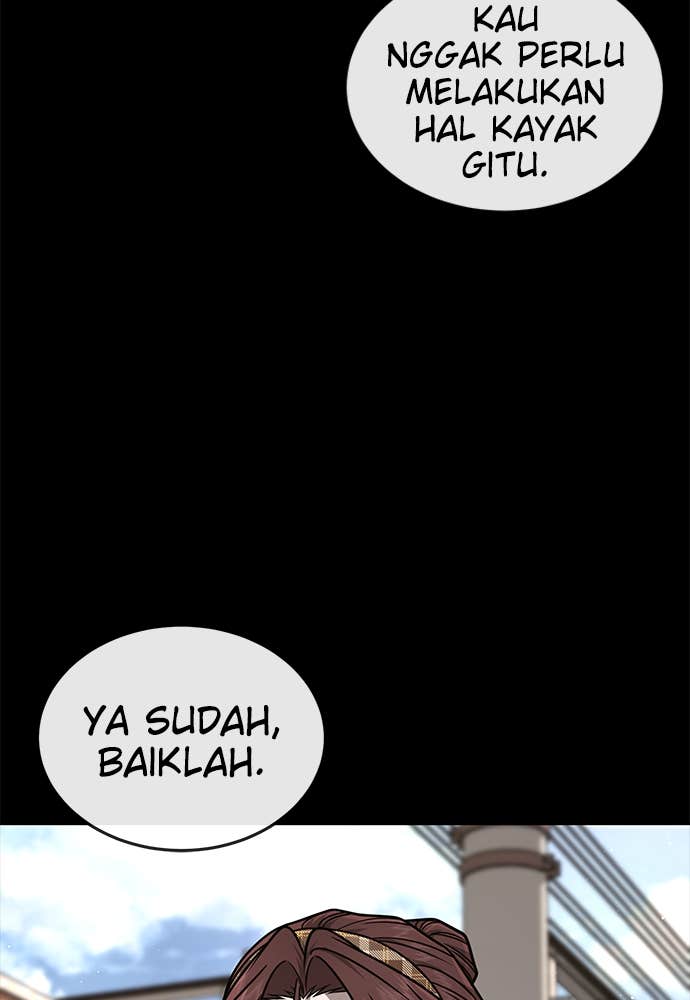 KAU
NGGAK PERLU
MELAKUKAN
HAL KAYAK
GITU.
YA SUDAH,
BAIKLAH.